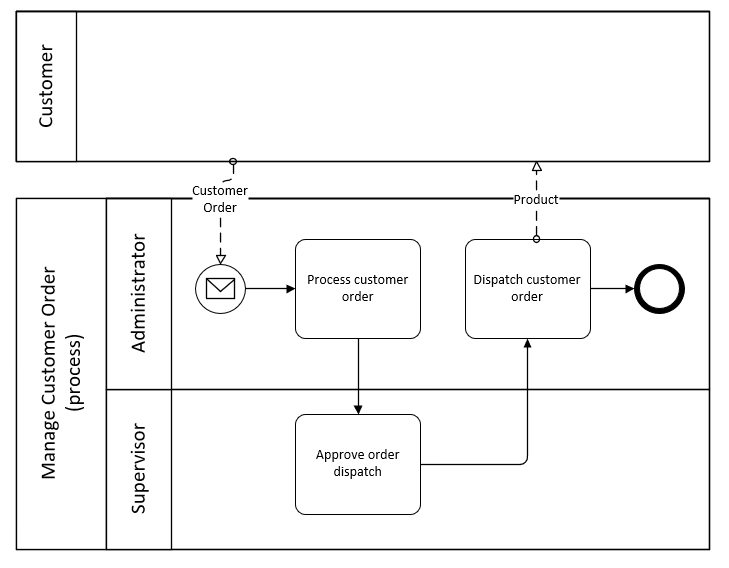 Customer
Customer
Order
Product
Manage Customer Order
(process)
Administrator
Process customer
order
Dispatch customer
order
Supervisor
Approve order
dispatch